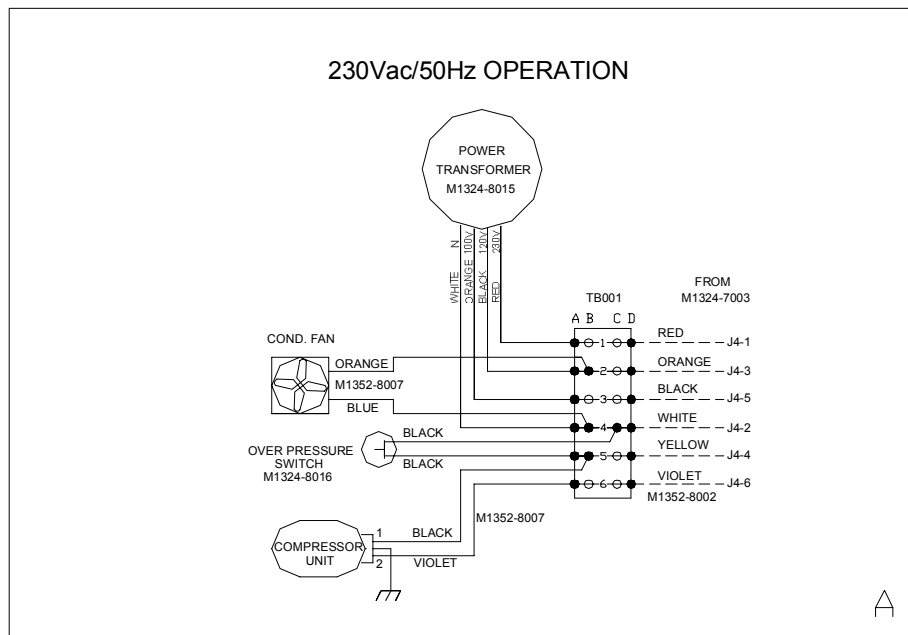 230Vac/50Hz OPERATION
POWER
TRANSFORMER
M1324-8015
WHITE N
ORANGE 100V
BLACK 120V
RED 230V
FROM
M1324-7003
TB001
A B C D
COND. FAN
ORANGE
M1352-8007
BLUE
1 RED J4-1
2 ORANGE J4-3
3 BLACK J4-5
4 WHITE J4-2
5 YELLOW J4-4
6 VIOLET J4-6
M1352-8002
BLACK
BLACK
OVER PRESSURE
SWITCH
M1324-8016
M1352-8007
COMPRESSOR
UNIT
1 BLACK
2 VIOLET
A